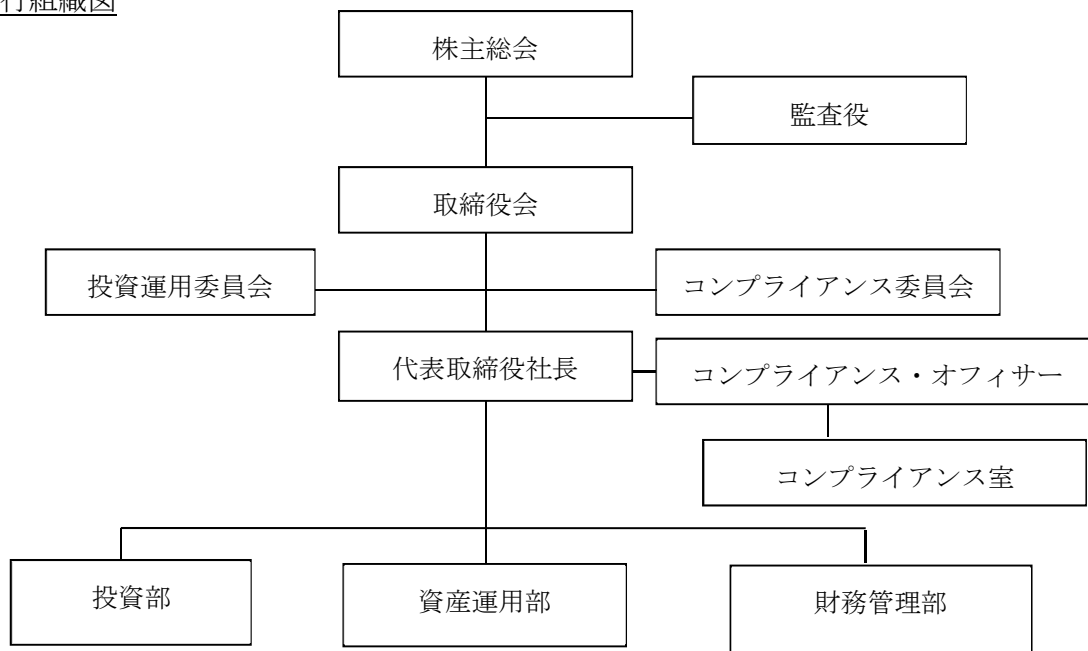 行組織図
株主総会
監査役
取締役会
投資運用委員会
コンプライアンス委員会
代表取締役社長
コンプライアンス・オフィサー
コンプライアンス室
投資部
資産運用部
財務管理部